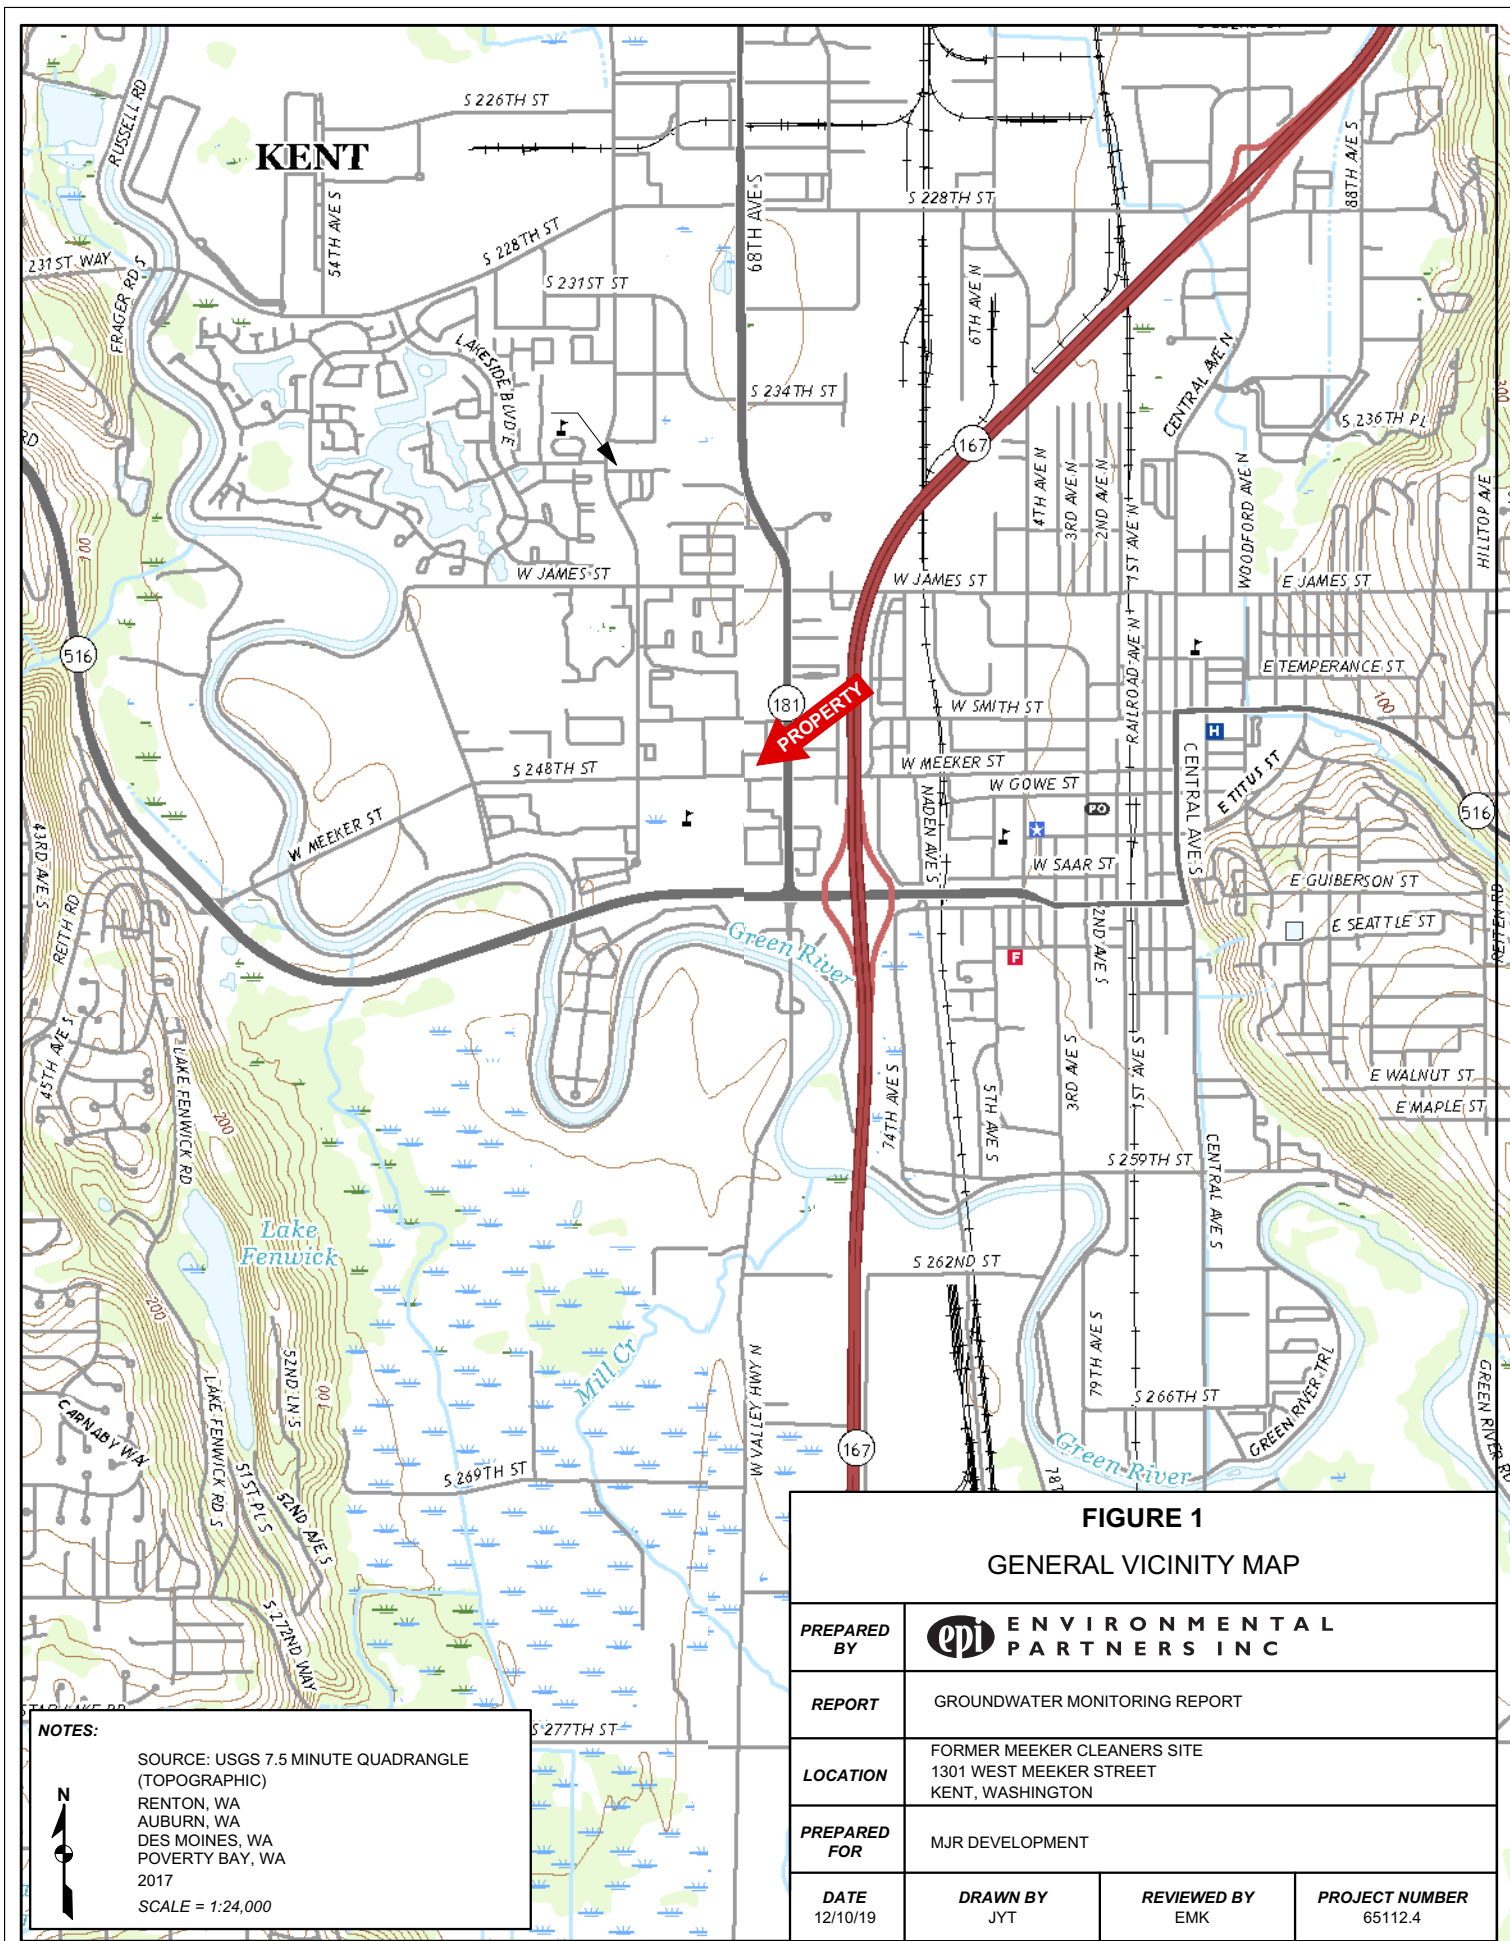 S 226TH ST
RUSSELL RD
KENT
88TH AVE S
54TH AVE S
68TH AVE S
S 228TH ST
S 228TH ST
231ST WAY
FRAGER RD S
S 231ST ST
6TH AVE N
LAKESIDE BLVD E
S 234TH ST
CENTRAL AVE N
S 236TH PL
200
RD
167
4TH AVE N
3RD AVE N
2ND AVE N
1ST AVE N
WOODFORD AVE N
HILLTOP AVE
100
W JAMES ST
W JAMES ST
E JAMES ST
516
RAILROAD AVE N
E TEMPERANCE ST
181
PROPERTY
W SMITH ST
100
H
W MEEKER ST
S 248TH ST
W GOWE ST
CENTRAL AVE S
E TITUS ST
NADEN AVE S
PO
516
43RD AVE S
W MEEKER ST
W SAAR ST
E GUIBERSON ST
REITH RD
Green River
2ND AVE S
E SEATTLE ST
REITEN RD
F
45TH AVE S
LAKE FENWICK RD
200
74TH AVE S
5TH AVE S
3RD AVE S
1ST AVE S
E WALNUT ST
E MAPLE ST
S 259TH ST
CENTRAL AVE S
Lake
Fenwick
S 262ND ST
200
Mill Cr
52ND LN S
100
LAKE FENWICK RD S
CARNABY WAY
W VALLEY HWY N
79TH AVE S
S 266TH ST
GREEN RIVER TRL
GREEN RIVER RD
167
Green River
S 269TH ST
51ST PL S
52ND AVE S
S 272ND WAY
S 277TH ST
FIGURE 1
GENERAL VICINITY MAP
PREPARED
BY
epi ENVIRONMENTAL
PARTNERS INC
REPORT
GROUNDWATER MONITORING REPORT
LOCATION
FORMER MEEKER CLEANERS SITE
1301 WEST MEEKER STREET
KENT, WASHINGTON
PREPARED
FOR
MJR DEVELOPMENT
DATE
12/10/19
DRAWN BY
JYT
REVIEWED BY
EMK
PROJECT NUMBER
65112.4
NOTES:
SOURCE: USGS 7.5 MINUTE QUADRANGLE
(TOPOGRAPHIC)
RENTON, WA
AUBURN, WA
DES MOINES, WA
POVERTY BAY, WA
2017
SCALE = 1:24,000
N